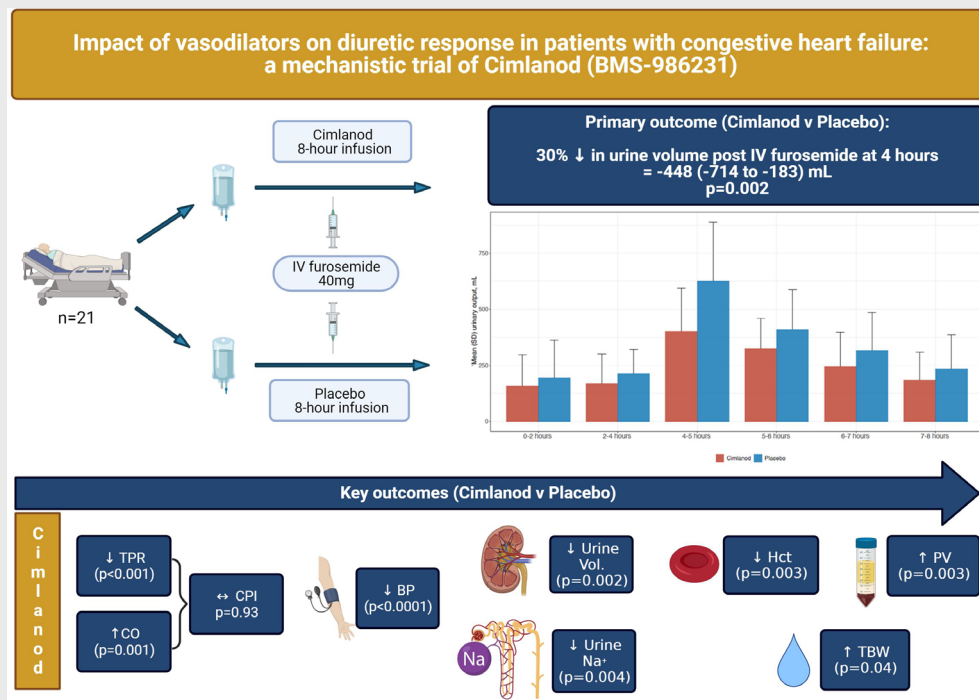 Impact of vasodilators on diuretic response in patients with congestive heart failure:
a mechanistic trial of Cimlanod (BMS-986231)
Cimlanod
8-hour infusion
IV furosemide
40mg
n=21
Placebo
8-hour infusion
Primary outcome (Cimlanod v Placebo):
30% ↓ in urine volume post IV furosemide at 4 hours
= -448 (-714 to -183) mL
p=0.002
Mean (SD) urinary output, mL
750
500
250
0
0-2 hours
2-4 hours
4-5 hours
5-6 hours
6-7 hours
7-8 hours
Cimlanod
Placebo
Key outcomes (Cimlanod v Placebo)
Cimlanod
↓ TPR
(p<0.001)
↑CO
(p=0.001)
↔ CPI
p=0.93
↓ BP
(p<0.0001)
↓ Urine
Vol.
(p=0.002)
Na
↓ Urine
Na⁺
(p=0.004)
↓ Hct
(p=0.003)
↑ PV
(p=0.003)
↑ TBW
(p=0.04)